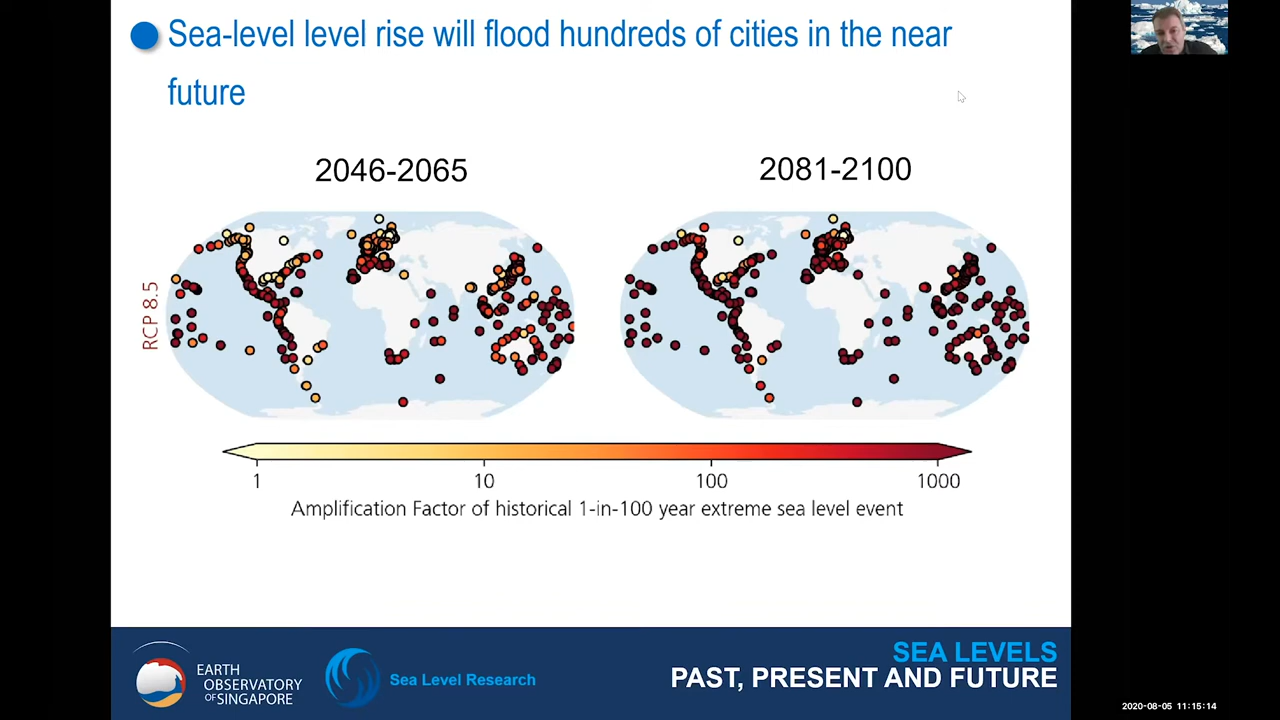 Sea-level level rise will flood hundreds of cities in the near
future
2046-2065
2081-2100
RCP 8.5
1
10
100
1000
Amplification Factor of historical 1-in-100 year extreme sea level event
EARTH
OBSERVATORY
OF SINGAPORE
Sea Level Research
SEA LEVELS
PAST, PRESENT AND FUTURE
2020-08-05 11:15:14